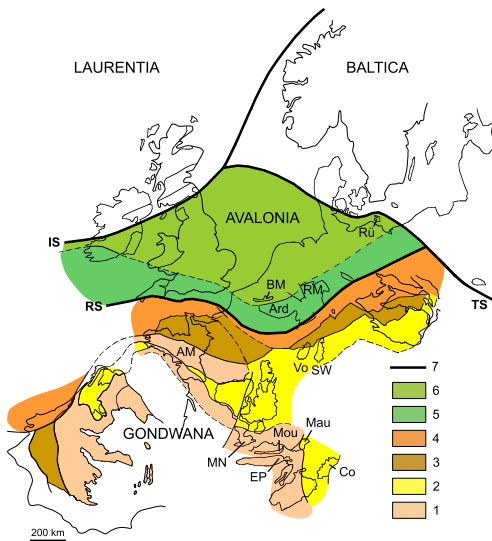 LAURENTIA
BALTICA
AVALONIA
Rü
IS
BM
RM
RS
Ard
TS
AM
Vo
SW
7
6
5
GONDWANA
Mou
Mau
4
MN
EP
Co
3
2
1
200 km